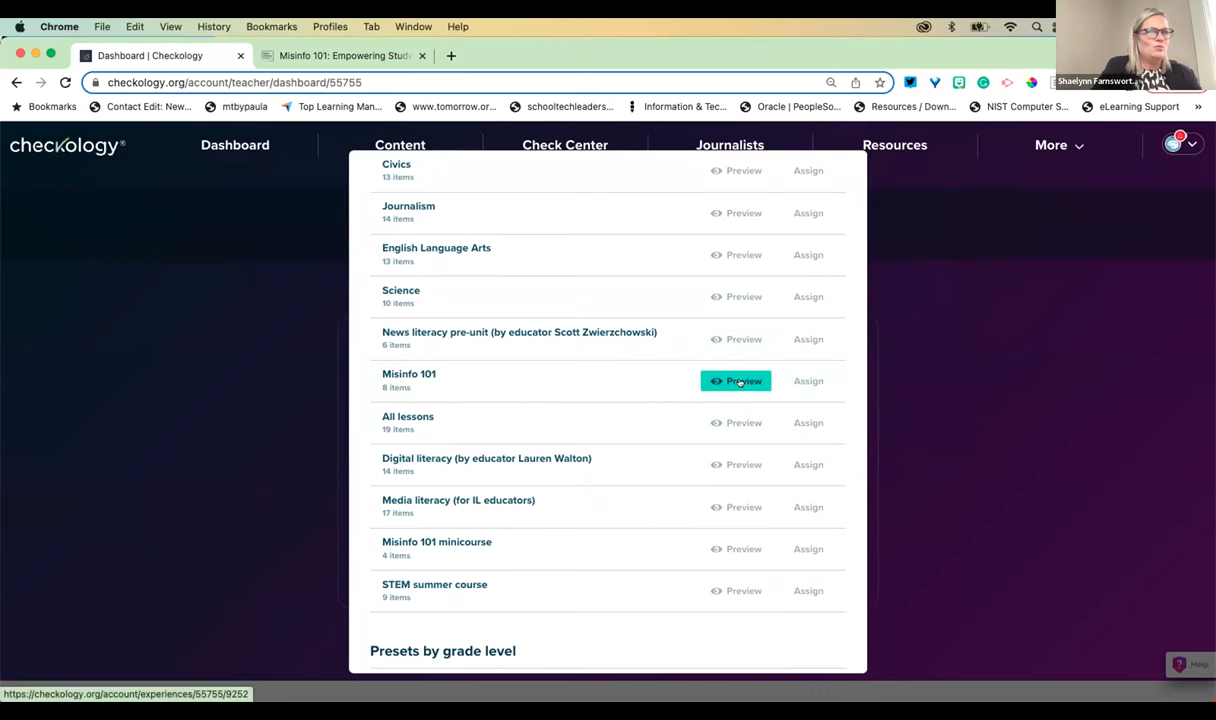 Chrome File Edit View History Bookmarks Profiles Tab Window Help
Dashboard | Checkology
Misinfo 101: Empowering Stude
checkology.org/account/teacher/dashboard/55755
Shaelynn Farnswort...
Bookmarks Contact Edit: New... mtbypaula Top Learning Man... www.tomorrow.or... schooltechleaders... Information & Tec... Oracle | PeopleSo... Resources / Down... NIST Computer S... eLearning Support »
checkology® Dashboard Content Check Center Journalists Resources More
Civics
13 items
Preview Assign
Journalism
14 items
Preview Assign
English Language Arts
13 items
Preview Assign
Science
10 items
Preview Assign
News literacy pre-unit (by educator Scott Zwierzchowski)
6 items
Preview Assign
Misinfo 101
8 items
Preview Assign
All lessons
19 items
Preview Assign
Digital literacy (by educator Lauren Walton)
14 items
Preview Assign
Media literacy (for IL educators)
17 items
Preview Assign
Misinfo 101 minicourse
4 items
Preview Assign
STEM summer course
9 items
Preview Assign
Presets by grade level
Help
https://checkology.org/account/experiences/55755/9252